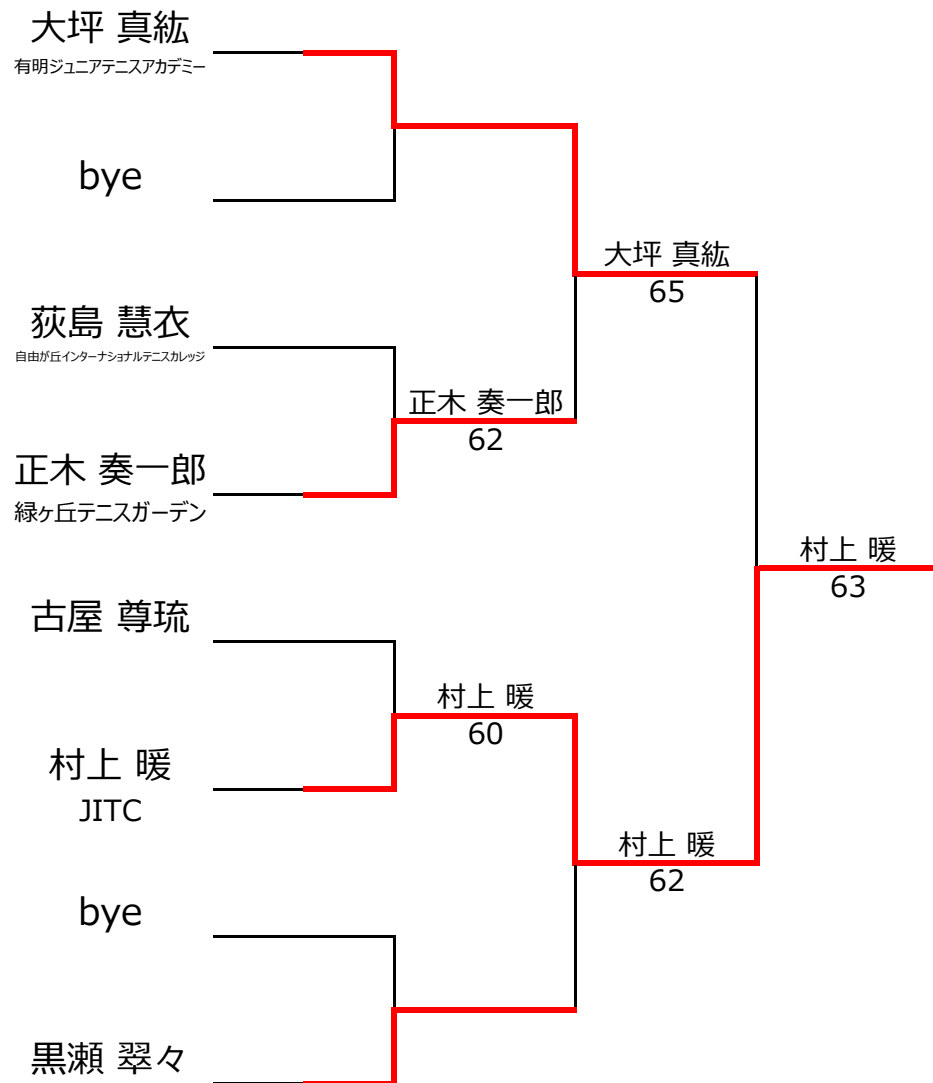 大坪 真紘
有明ジュニアテニスアカデミー
bye
大坪 真紘
65
荻島 慧衣
自由が丘インターナショナルテニスカレッジ
正木 奏一郎
62
正木 奏一郎
緑ヶ丘テニスガーデン
村上 暖
63
古屋 尊琉
村上 暖
60
村上 暖
JITC
村上 暖
62
bye
黒瀬 翠々